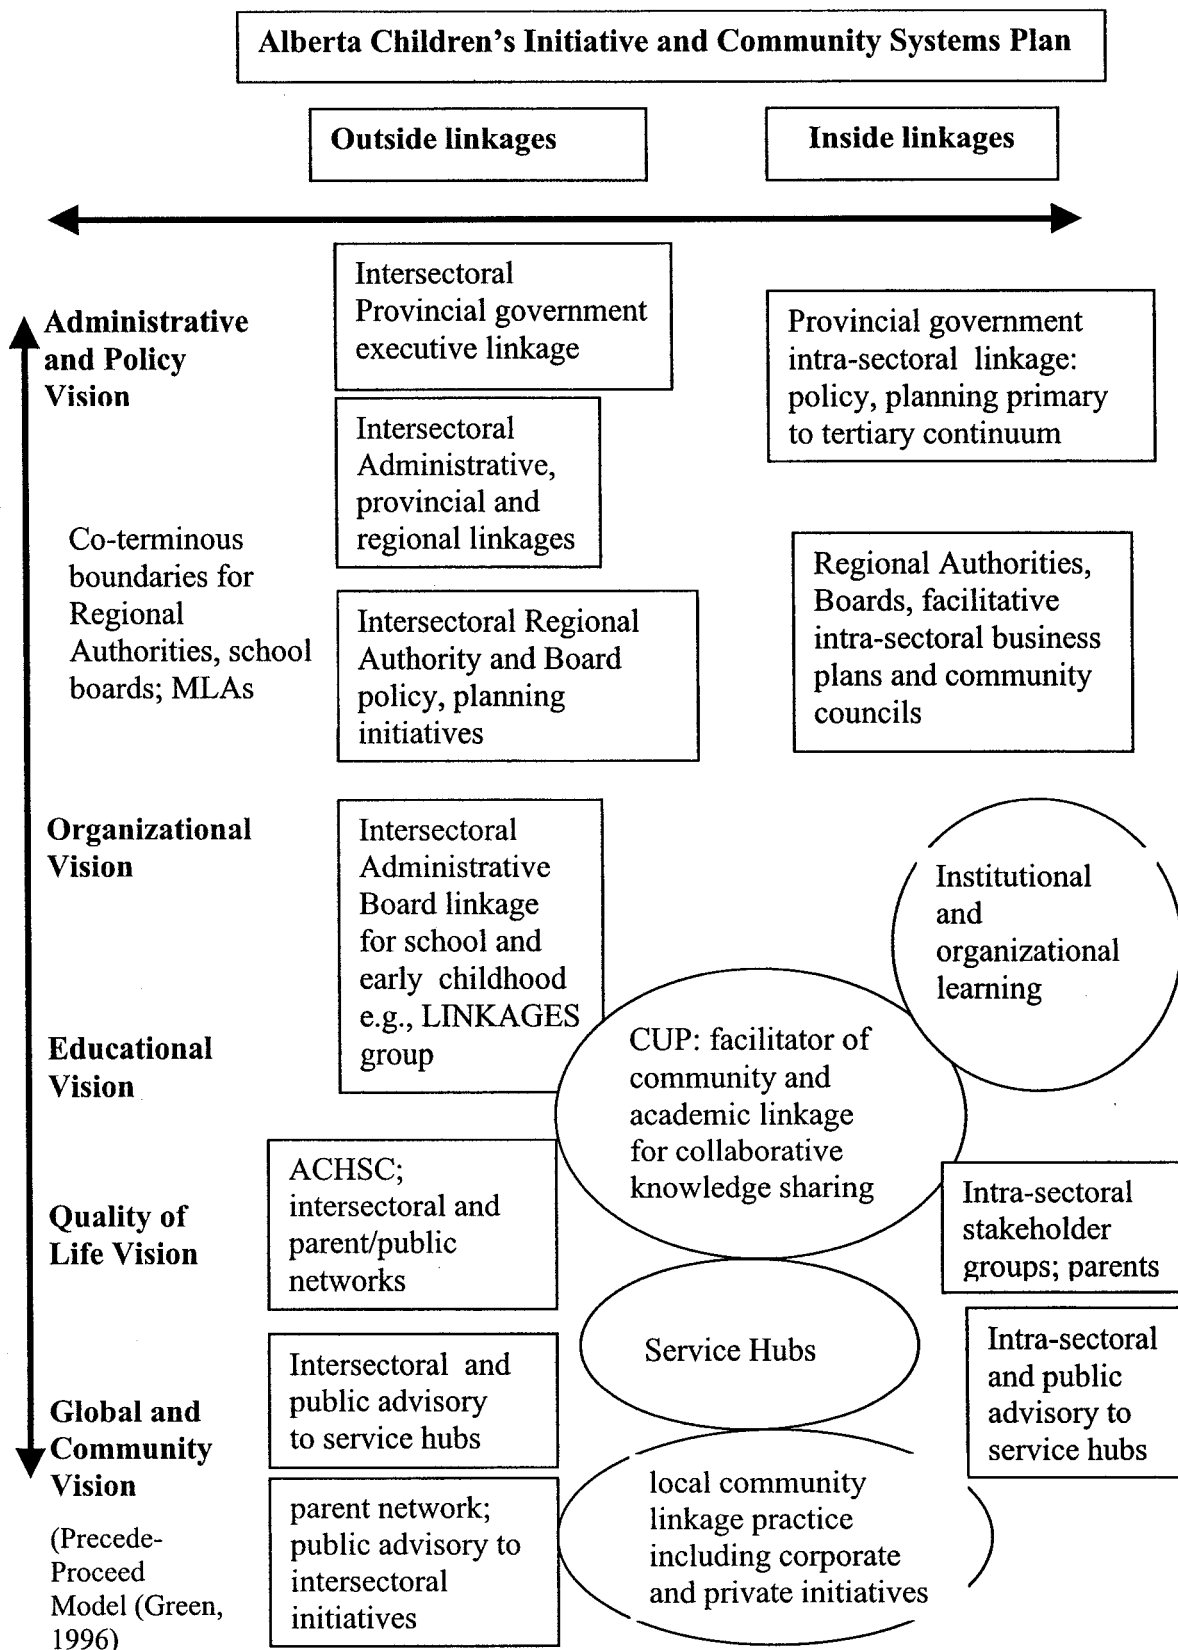 Alberta Children's Initiative and Community Systems Plan
Outside linkages
Inside linkages
Administrative
and Policy
Vision
Intersectoral
Provincial government
executive linkage
Provincial government
intra-sectoral linkage:
policy, planning primary
to tertiary continuum
Intersectoral
Administrative,
provincial and
regional linkages
Co-terminous
boundaries for
Regional
Authorities, school
boards; MLAs
Intersectoral Regional
Authority and Board
policy, planning
initiatives
Regional Authorities,
Boards, facilitative
intra-sectoral business
plans and community
councils
Organizational
Vision
Intersectoral
Administrative
Board linkage
for school and
early childhood
e.g., LINKAGES
group
Institutional
and
organizational
learning
Educational
Vision
CUP: facilitator of
community and
academic linkage
for collaborative
knowledge sharing
Quality of
Life Vision
ACHSC;
intersectoral and
parent/public
networks
Intra-sectoral
stakeholder
groups; parents
Intersectoral and
public advisory
to service hubs
Service Hubs
Intra-sectoral
and public
advisory to
service hubs
Global and
Community
Vision
(Precede-
Proceed
Model (Green,
1996)
parent network;
public advisory to
intersectoral
initiatives
local community
linkage practice
including corporate
and private initiatives